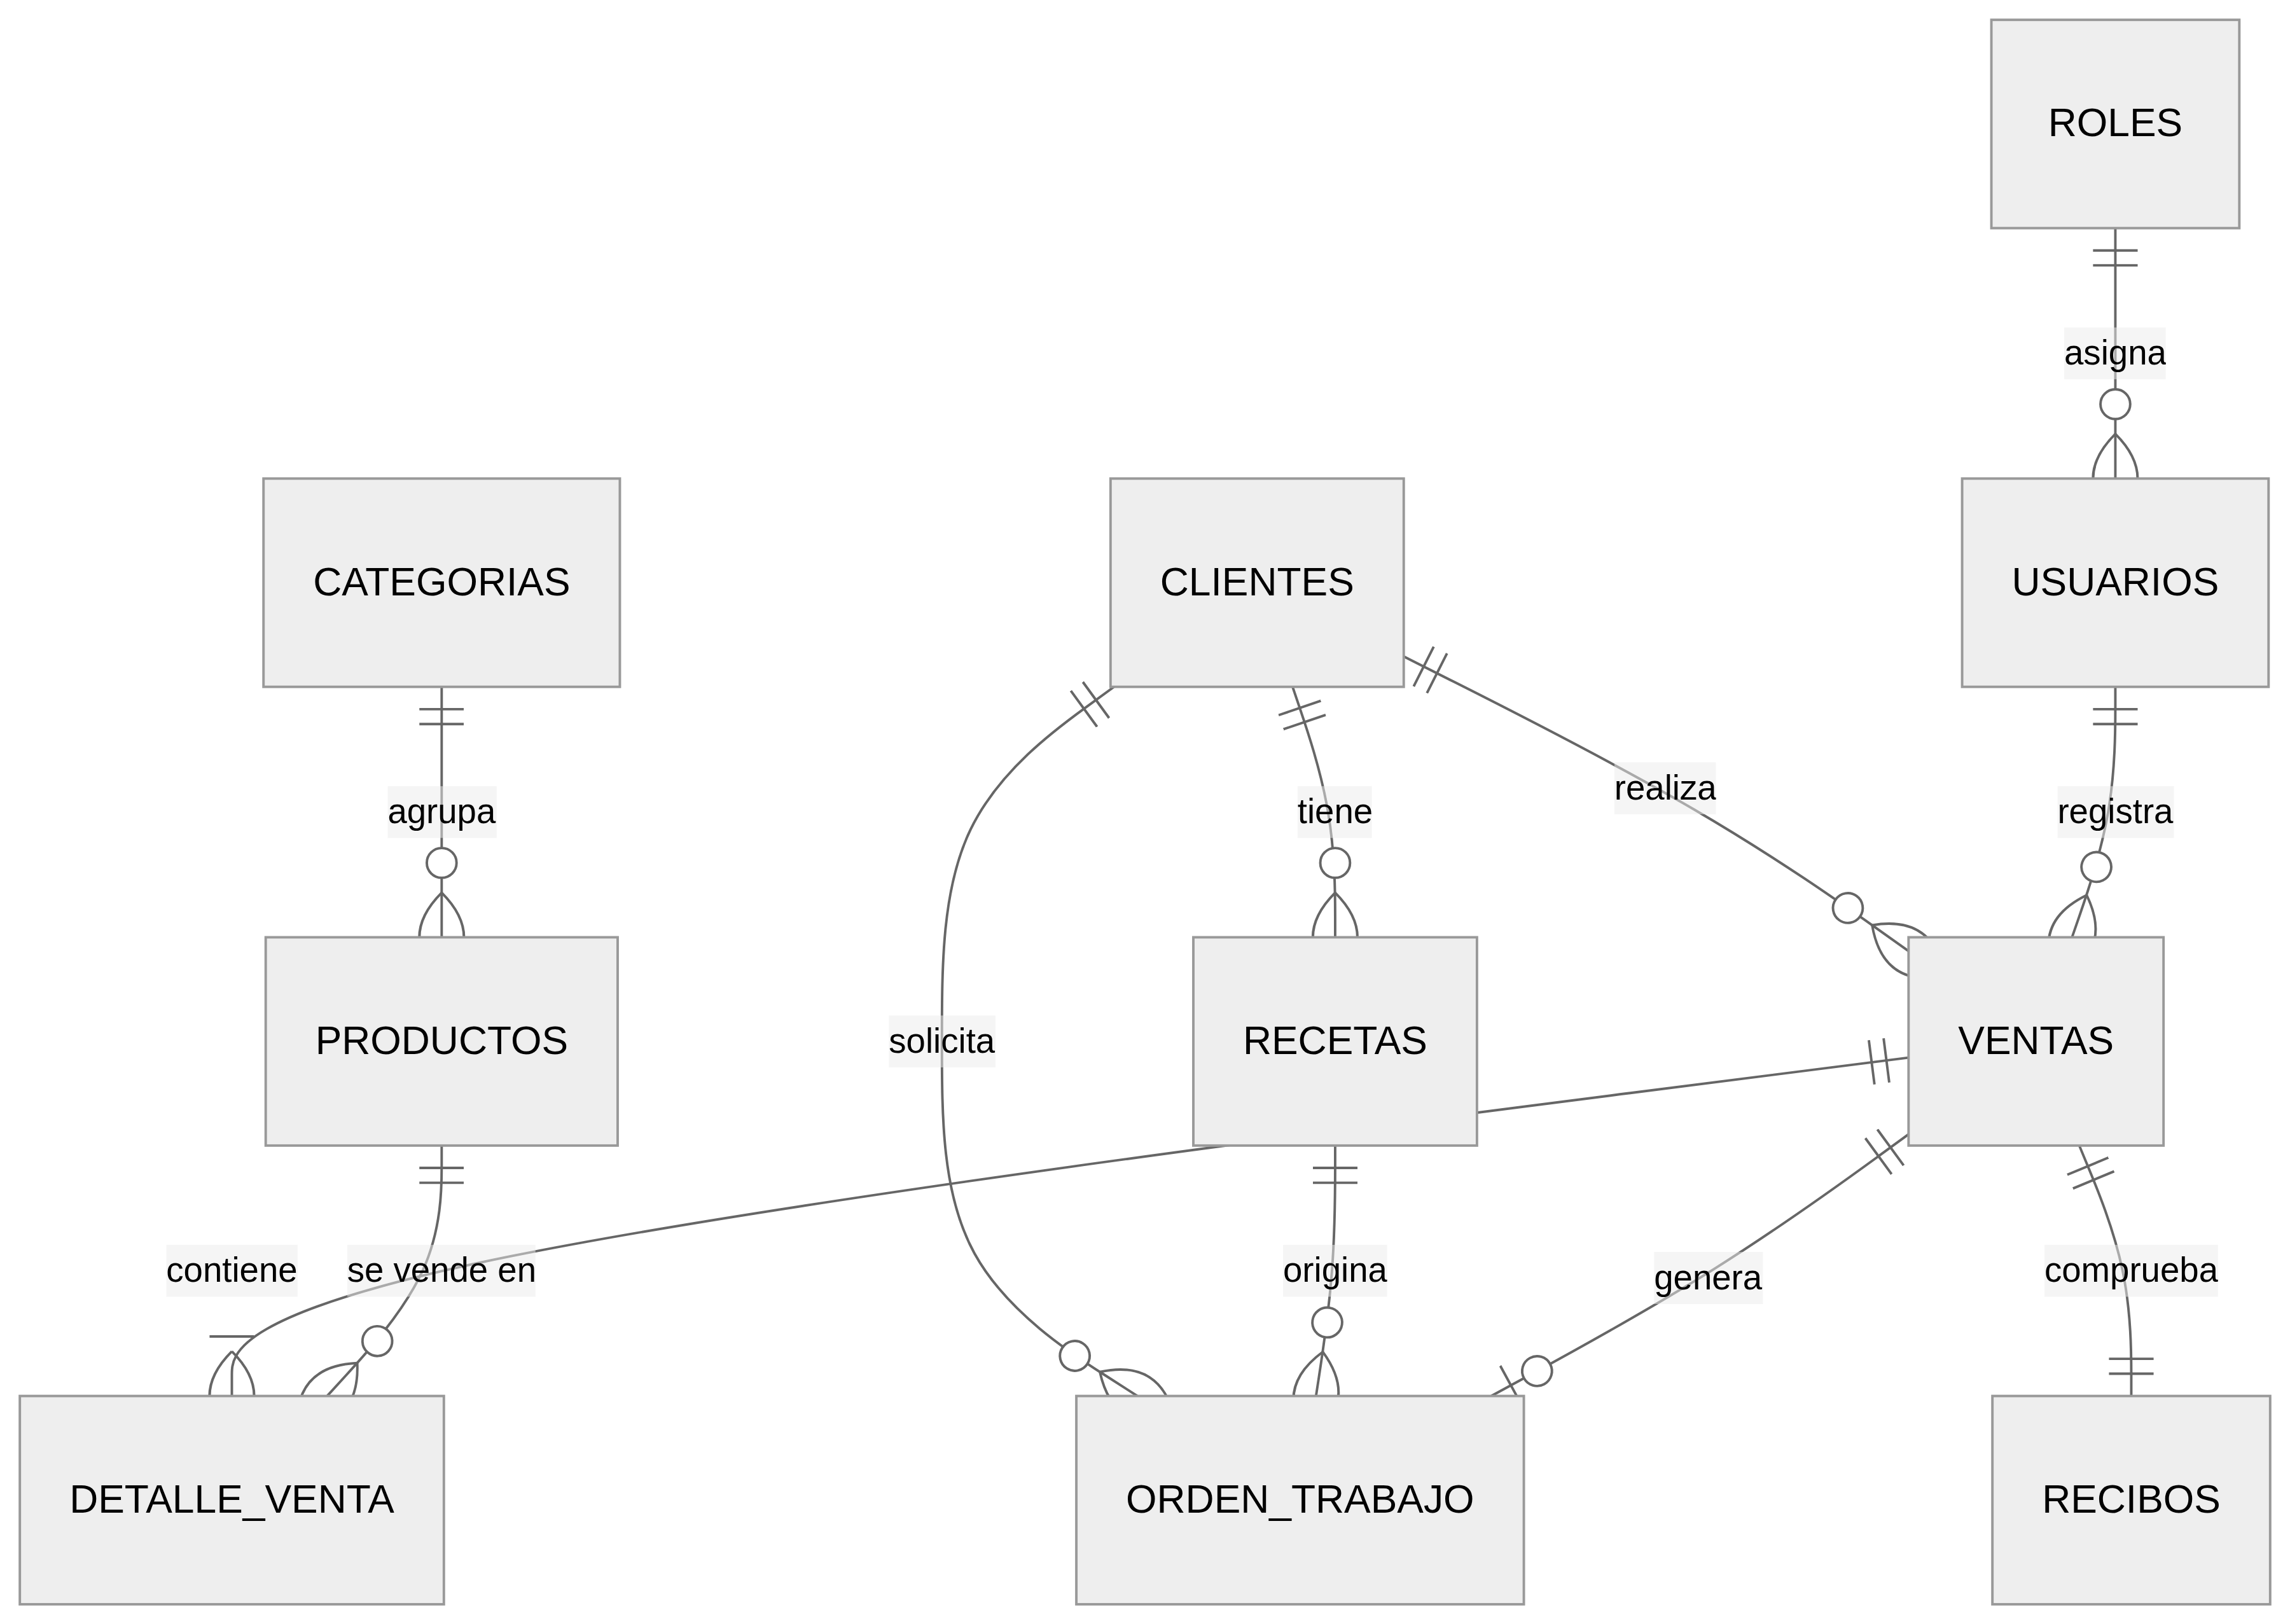 ROLES
asigna
CATEGORIAS
CLIENTES
USUARIOS
agrupa
tiene
realiza
registra
PRODUCTOS
solicita
RECETAS
VENTAS
contiene
se vende en
origina
genera
comprueba
DETALLE_VENTA
ORDEN_TRABAJO
RECIBOS